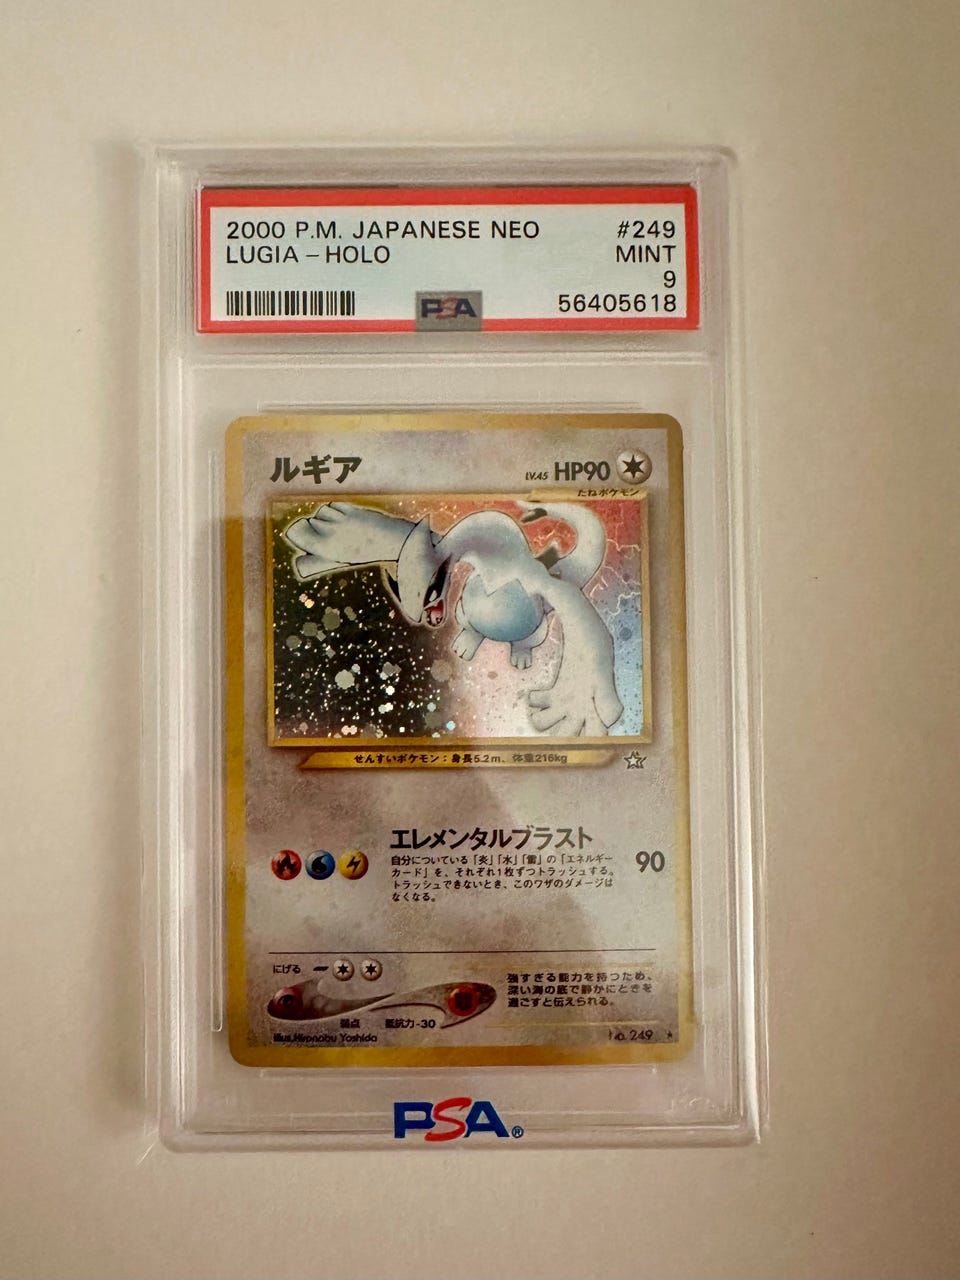 2000 P.M. JAPANESE NEO #249
LUGIA - HOLO MINT
9
56405618
PSA
ルギア LV.45 HP90
たねポケモン
せんすいポケモン：身長5.2m、体重216kg
エレメンタルブラスト
自分についている「炎」「水」「雷」の「エネルギー
カード」を、それぞれ1枚ずつトラッシュする。
トラッシュできないとき、このワザのダメージは
なくなる。
90
にげる
強すぎる能力を持つため、
深い海の底で静かにときを
過ごすと伝えられる。
弱点 抵抗力-30
Illus.Hironobu Yoshida
No. 249 ★
PSA®